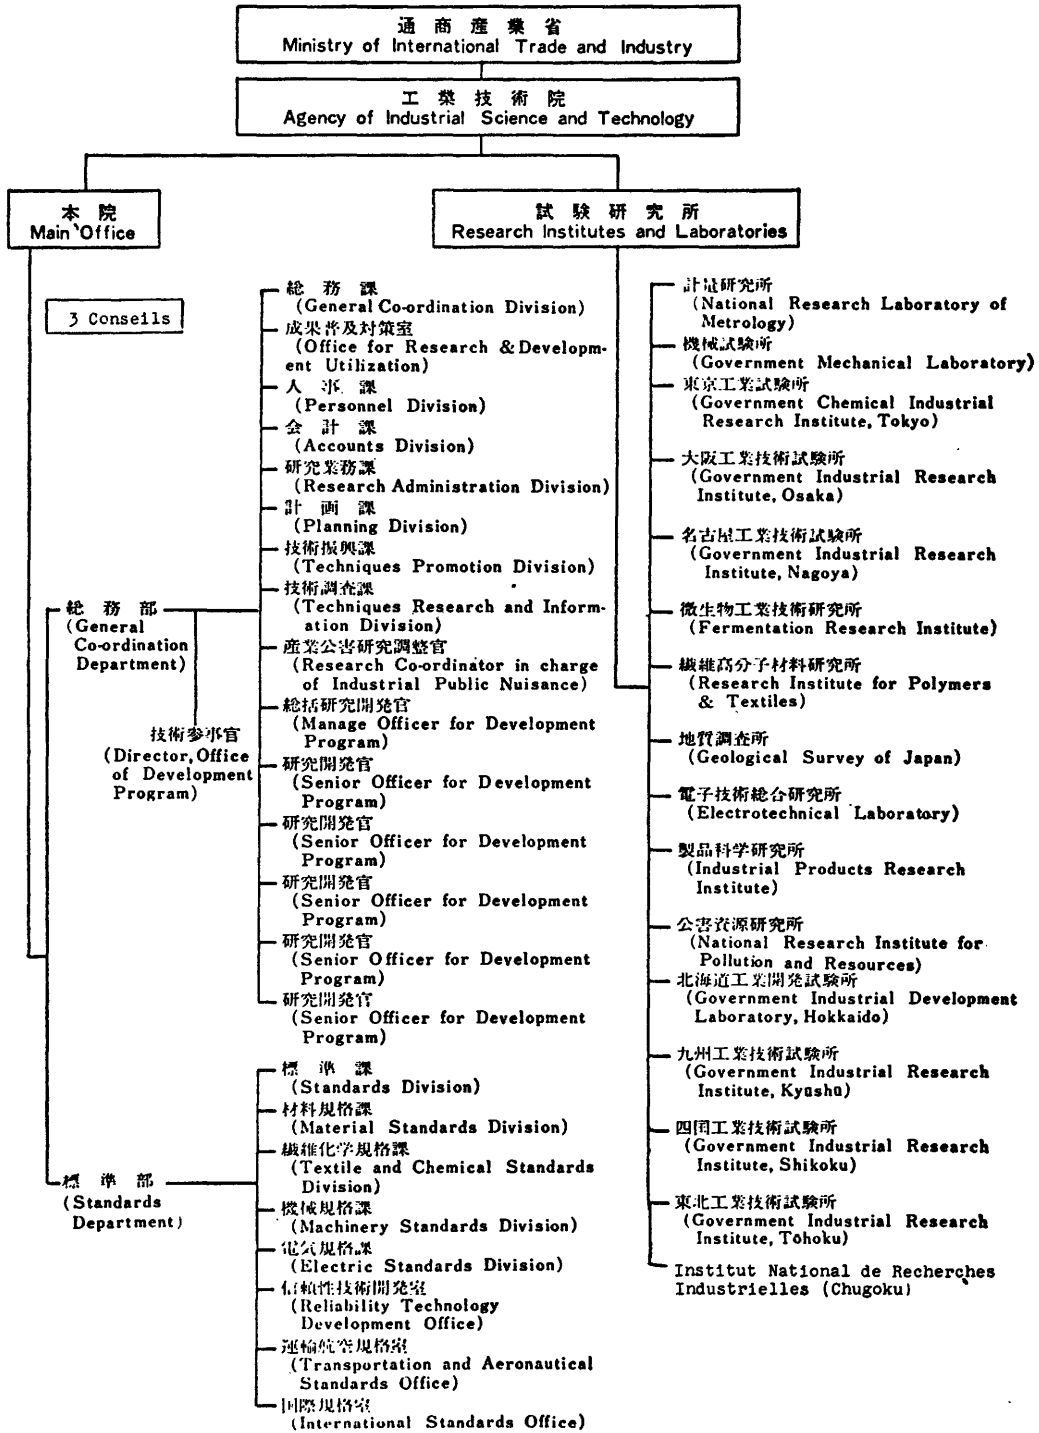 通商産業省
Ministry of International Trade and Industry
工業技術院
Agency of Industrial Science and Technology
本院
Main Office
試験研究所
Research Institutes and Laboratories
3 Conseils
総務部
(General
Co-ordination
Department)
技術参事官
(Director, Office
of Development
Program)
総務課
(General Co-ordination Division)
成果普及対策室
(Office for Research & Developm-
ent Utilization)
人事課
(Personnel Division)
会計課
(Accounts Division)
研究業務課
(Research Administration Division)
計画課
(Planning Division)
技術振興課
(Techniques Promotion Division)
技術調査課
(Techniques Research and Inform-
ation Division)
産業公害研究調整官
(Research Co-ordinator in charge
of Industrial Public Nuisance)
総括研究開発官
(Manage Officer for Development
Program)
研究開発官
(Senior Officer for Development
Program)
研究開発官
(Senior Officer for Development
Program)
研究開発官
(Senior Officer for Development
Program)
研究開発官
(Senior Officer for Development
Program)
研究開発官
(Senior Officer for Development
Program)
標準部
(Standards
Department)
標準課
(Standards Division)
材料規格課
(Material Standards Division)
繊維化学規格課
(Textile and Chemical Standards
Division)
機械規格課
(Machinery Standards Division)
電気規格課
(Electric Standards Division)
信頼性技術開発室
(Reliability Technology
Development Office)
運輸航空規格室
(Transportation and Aeronautical
Standards Office)
国際規格室
(International Standards Office)
計量研究所
(National Research Laboratory of
Metrology)
機械試験所
(Government Mechanical Laboratory)
東京工業試験所
(Government Chemical Industrial
Research Institute, Tokyo)
大阪工業技術試験所
(Government Industrial Research
Institute, Osaka)
名古屋工業技術試験所
(Government Industrial Research
Institute, Nagoya)
微生物工業技術研究所
(Fermentation Research Institute)
繊維高分子材料研究所
(Research Institute for Polymers
& Textiles)
地質調査所
(Geological Survey of Japan)
電子技術総合研究所
(Electrotechnical Laboratory)
製品科学研究所
(Industrial Products Research
Institute)
公害資源研究所
(National Research Institute for
Pollution and Resources)
北海道工業開発試験所
(Government Industrial Development
Laboratory, Hokkaido)
九州工業技術試験所
(Government Industrial Research
Institute, Kyushu)
四国工業技術試験所
(Government Industrial Research
Institute, Shikoku)
東北工業技術試験所
(Government Industrial Research
Institute, Tōhoku)
Institut National de Recherches
Industrielles (Chugoku)